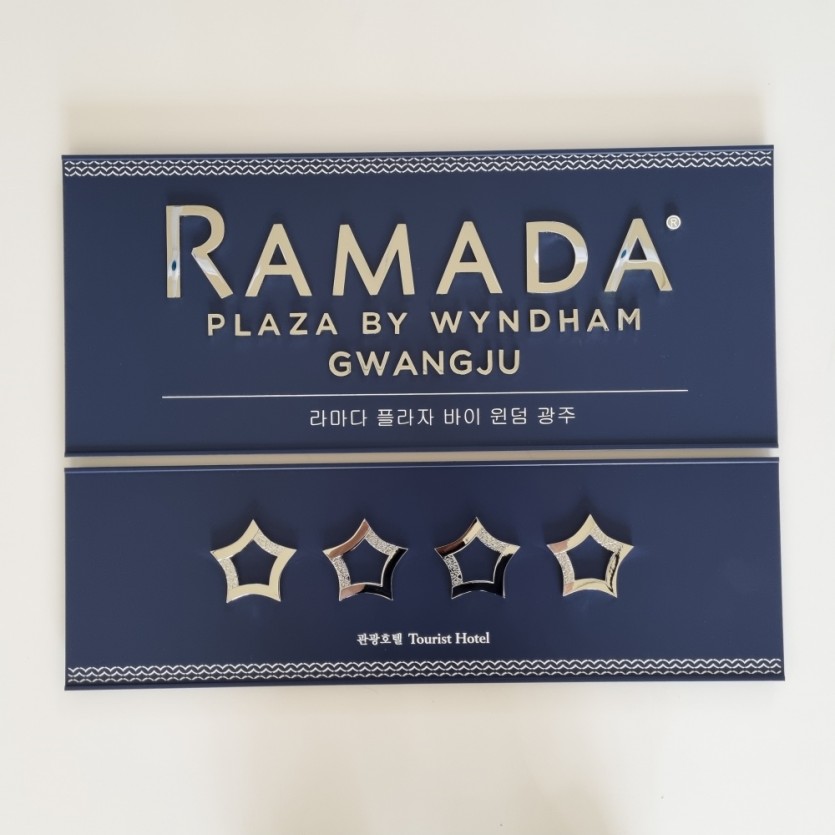 RAMADA®
PLAZA BY WYNDHAM
GWANGJU
라마다 플라자 바이 윈덤 광주
관광호텔 Tourist Hotel